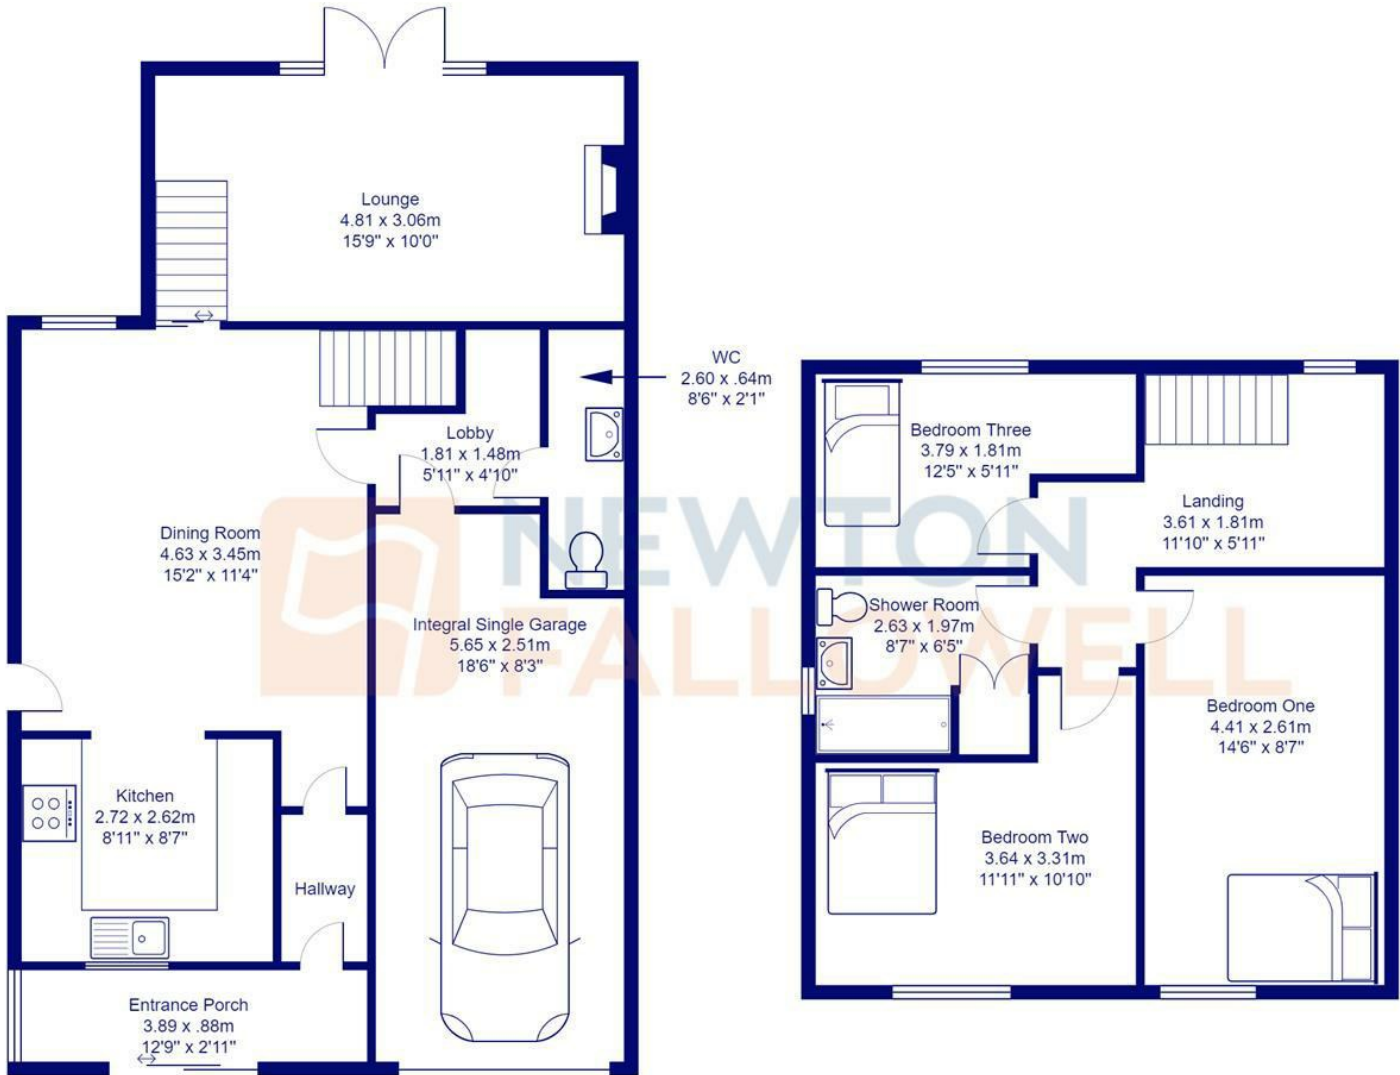 Lounge
4.81 x 3.06m
15'9" x 10'0"
WC
2.60 x .64m
8'6" x 2'1"
Lobby
1.81 x 1.48m
5'11" x 4'10"
Dining Room
4.63 x 3.45m
15'2" x 11'4"
Integral Single Garage
5.65 x 2.51m
18'6" x 8'3"
Kitchen
2.72 x 2.62m
8'11" x 8'7"
Hallway
Entrance Porch
3.89 x .88m
12'9" x 2'11"
Bedroom Three
3.79 x 1.81m
12'5" x 5'11"
Landing
3.61 x 1.81m
11'10" x 5'11"
Shower Room
2.63 x 1.97m
8'7" x 6'5"
Bedroom One
4.41 x 2.61m
14'6" x 8'7"
Bedroom Two
3.64 x 3.31m
11'11" x 10'10"
NEWTON
FALLOWELL